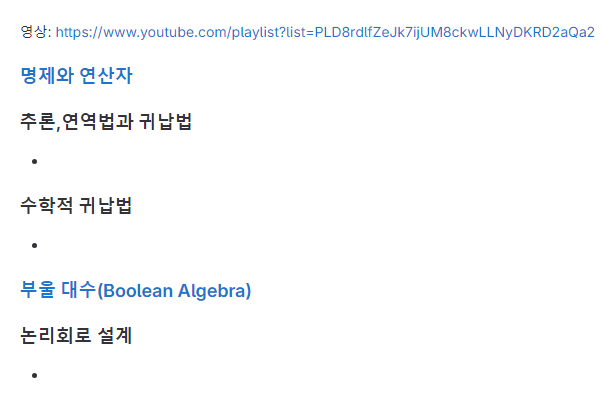 영상: https://www.youtube.com/playlist?list=PLD8rdlfZeJk7ijUM8ckwLLNyDKRD2aQa2
명제와 연산자
추론,연역법과 귀납법
수학적 귀납법
부울 대수(Boolean Algebra)
논리회로 설계